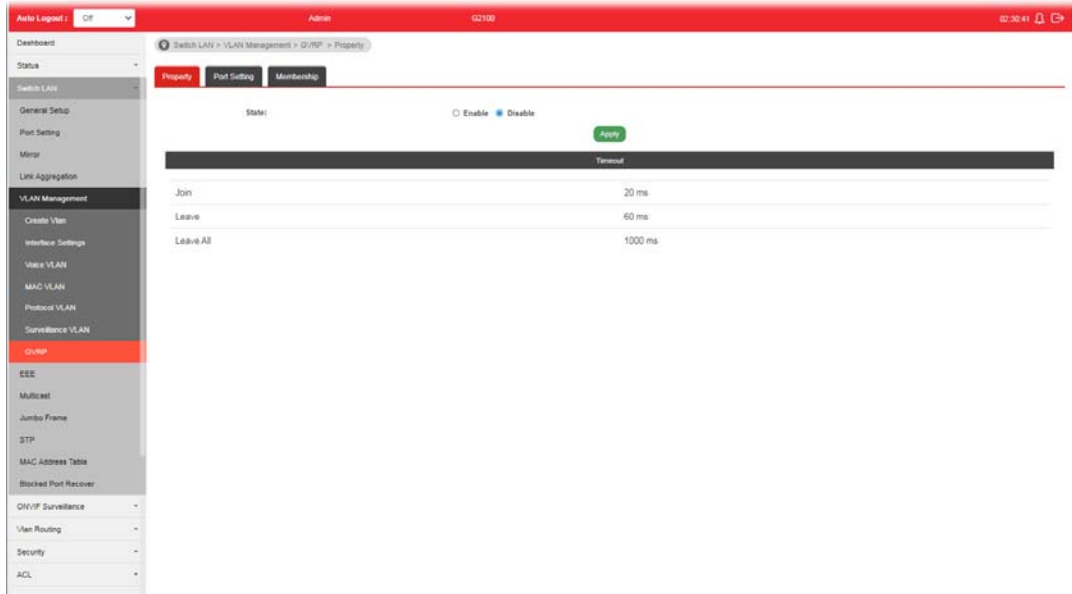 Auto Logout : Off Admin G2100 02:30:41
Dashboard
Status
Switch LAN
General Setup
Port Setting
Mirror
Link Aggregation
VLAN Management
Create Vlan
Interface Settings
Voice VLAN
MAC VLAN
Protocol VLAN
Surveillance VLAN
GVRP
EEE
Multicast
Jumbo Frame
STP
MAC Address Table
Blocked Port Recover
ONVIF Surveillance
Vlan Routing
Security
ACL
Switch LAN > VLAN Management > GVRP > Property
Property Port Setting Membership
State: Enable Disable
Apply
Timeout
Join 20 ms
Leave 60 ms
Leave All 1000 ms